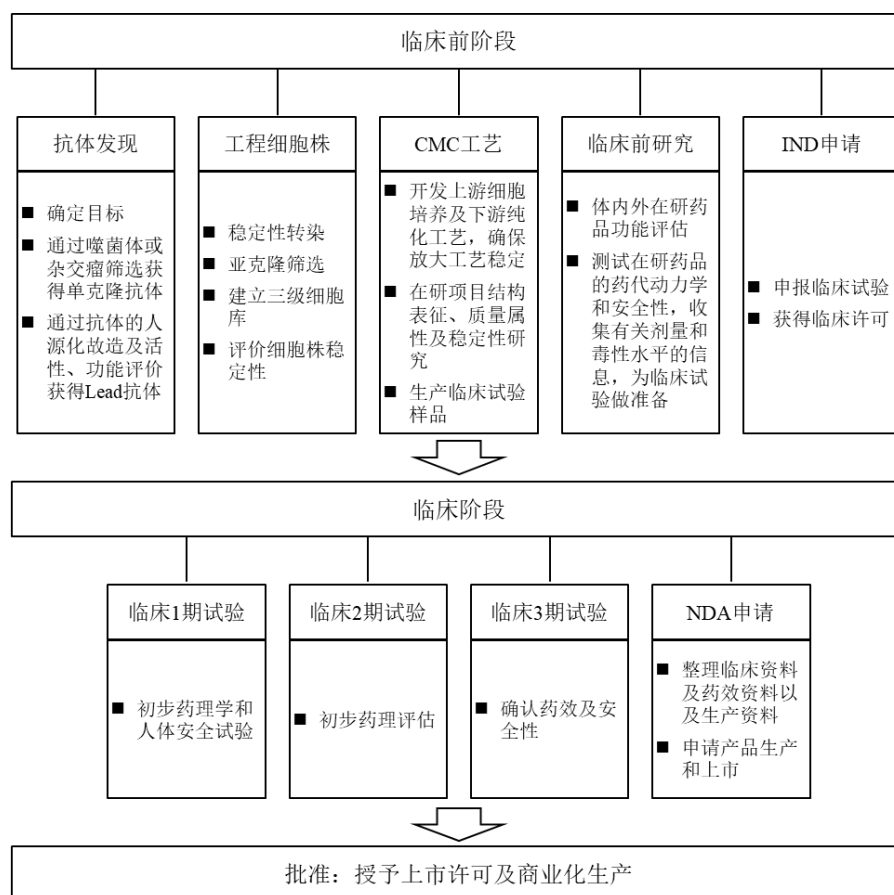 临床前阶段
抗体发现
■ 确定目标
■ 通过噬菌体或
杂交瘤筛选获
得单克隆抗体
■ 通过抗体的人
源化故造及活
性、功能评价
获得Lead抗体
工程细胞株
■ 稳定性转染
■ 亚克隆筛选
■ 建立三级细胞
库
■ 评价细胞株稳
定性
CMC工艺
■ 开发上游细胞
培养及下游纯
化工艺，确保
放大工艺稳定
■ 在研项目结构
表征、质量属
性及稳定性研究
■ 生产临床试验
样品
临床前研究
■ 体内外在研药
品功能评估
■ 测试在研药品
的药代动力学
和安全性，收
集有关剂量和
毒性水平的信
息，为临床试
验做准备
IND申请
■ 申报临床试验
■ 获得临床许可
临床阶段
临床1期试验
■ 初步药理学和
人体安全试验
临床2期试验
■ 初步药理评估
临床3期试验
■ 确认药效及安
全性
NDA申请
■ 整理临床资料
及药效资料以
及生产资料
■ 申请产品生产
和上市
批准：授予上市许可及商业化生产